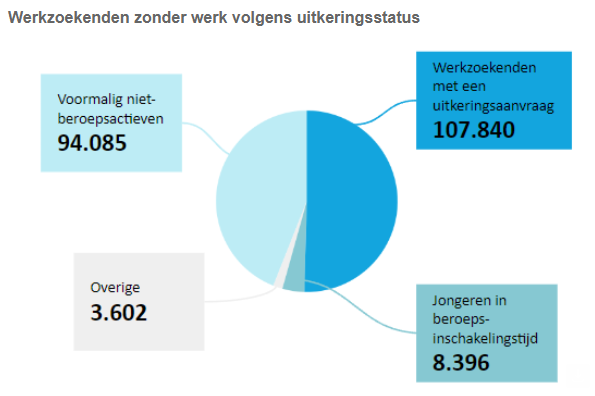 Werkzoekenden zonder werk volgens uitkeringsstatus
Voormalig niet-
beroepsactieven
94.085
Werkzoekenden
met een
uitkeringsaanvraag
107.840
Overige
3.602
Jongeren in
beroeps-
inschakelingstijd
8.396